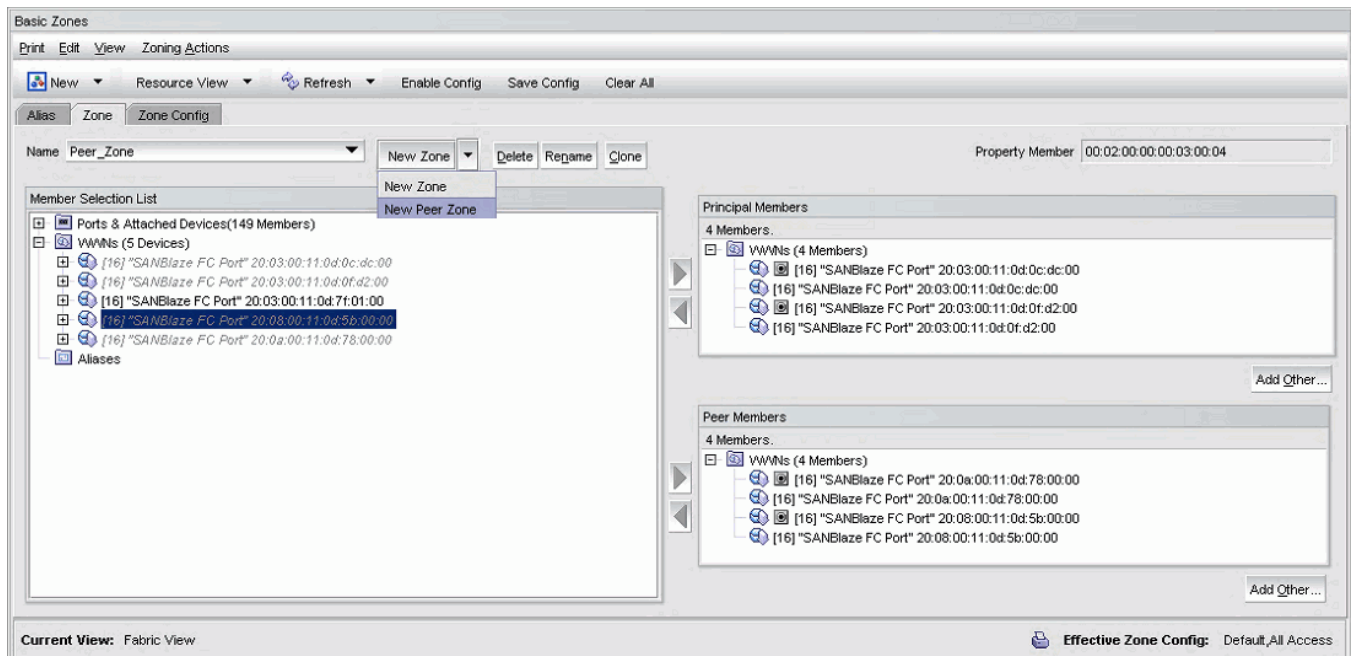 Basic Zones
Print Edit View Zoning Actions
New Resource View Refresh Enable Config Save Config Clear All
Alias Zone Zone Config
Name Peer_Zone New Zone Delete Rename Clone Property Member 00:02:00:00:00:03:00:04
New Zone
New Peer Zone
Member Selection List
Ports & Attached Devices(149 Members)
WWNs (5 Devices)
[16] "SANBlaze FC Port" 20:03:00:11:0d:0c:dc:00
[16] "SANBlaze FC Port" 20:03:00:11:0d:0f:d2:00
[16] "SANBlaze FC Port" 20:03:00:11:0d:7f:01:00
[16] "SANBlaze FC Port" 20:08:00:11:0d:5b:00:00
[16] "SANBlaze FC Port" 20:0a:00:11:0d:78:00:00
Aliases
Principal Members
4 Members.
WWNs (4 Members)
[16] "SANBlaze FC Port" 20:03:00:11:0d:0c:dc:00
[16] "SANBlaze FC Port" 20:03:00:11:0d:0c:dc:00
[16] "SANBlaze FC Port" 20:03:00:11:0d:0f:d2:00
[16] "SANBlaze FC Port" 20:03:00:11:0d:0f:d2:00
Add Other...
Peer Members
4 Members.
WWNs (4 Members)
[16] "SANBlaze FC Port" 20:0a:00:11:0d:78:00:00
[16] "SANBlaze FC Port" 20:0a:00:11:0d:78:00:00
[16] "SANBlaze FC Port" 20:08:00:11:0d:5b:00:00
[16] "SANBlaze FC Port" 20:08:00:11:0d:5b:00:00
Add Other...
Current View: Fabric View Effective Zone Config: Default,All Access